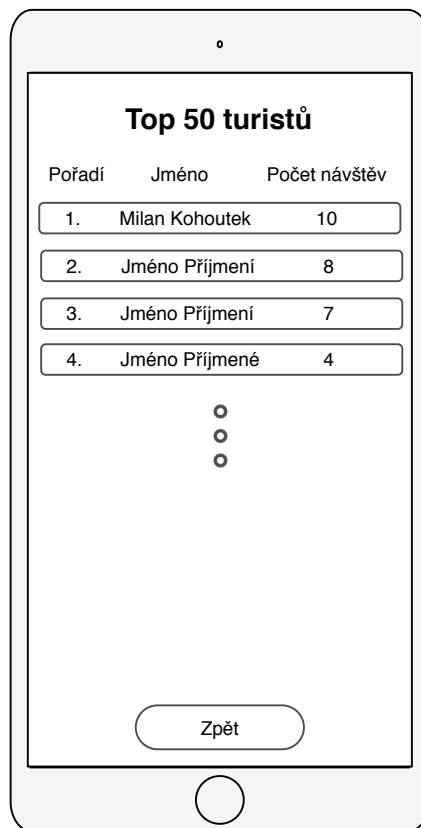 Top 50 turistů
Pořadí Jméno Počet návštěv
1. Milan Kohoutek 10
2. Jméno Příjmení 8
3. Jméno Příjmení 7
4. Jméno Příjmené 4
Zpět